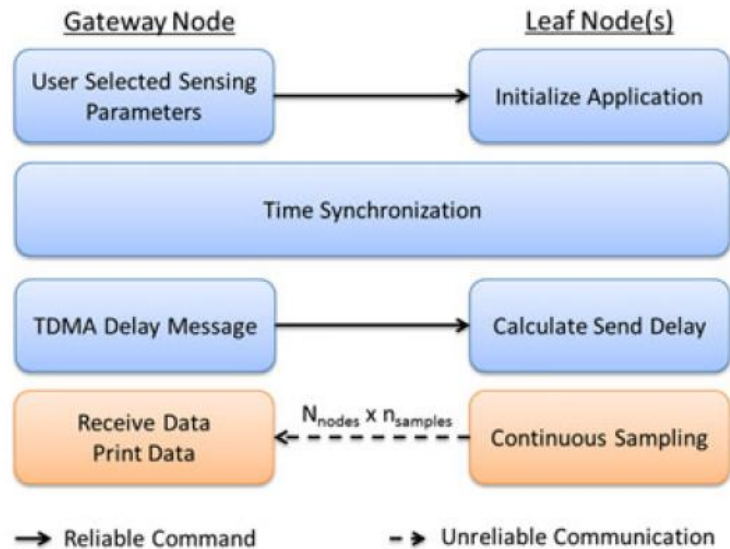 Gateway Node
Leaf Node(s)
User Selected Sensing
Parameters
Initialize Application
Time Synchronization
TDMA Delay Message
Calculate Send Delay
Receive Data
Print Data
Nnodes x nsamples
Continuous Sampling
Reliable Command
Unreliable Communication